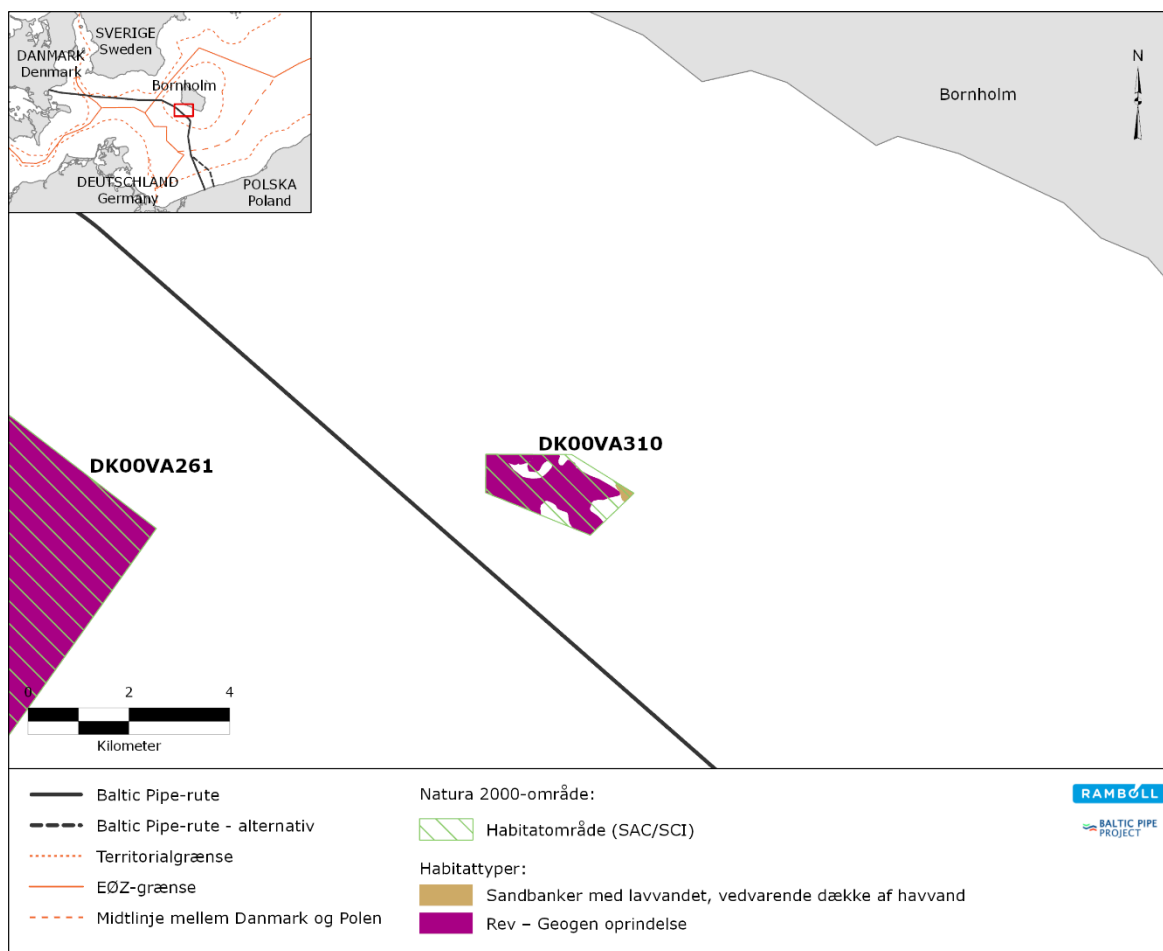 SVERIGE
Sweden
DANMARK
Denmark
Bornholm
DEUTSCHLAND
Germany
POLSKA
Poland
N
Bornholm
DK00VA310
DK00VA261
0 2 4
Kilometer
Baltic Pipe-rute
Baltic Pipe-rute - alternativ
Territorialgrænse
EØZ-grænse
Midtlinje mellem Danmark og Polen
Natura 2000-område:
Habitatområde (SAC/SCI)
Habitattyper:
Sandbanker med lavvandet, vedvarende dække af havvand
Rev – Geogen oprindelse
RAMBOLL
BALTIC PIPE
PROJECT